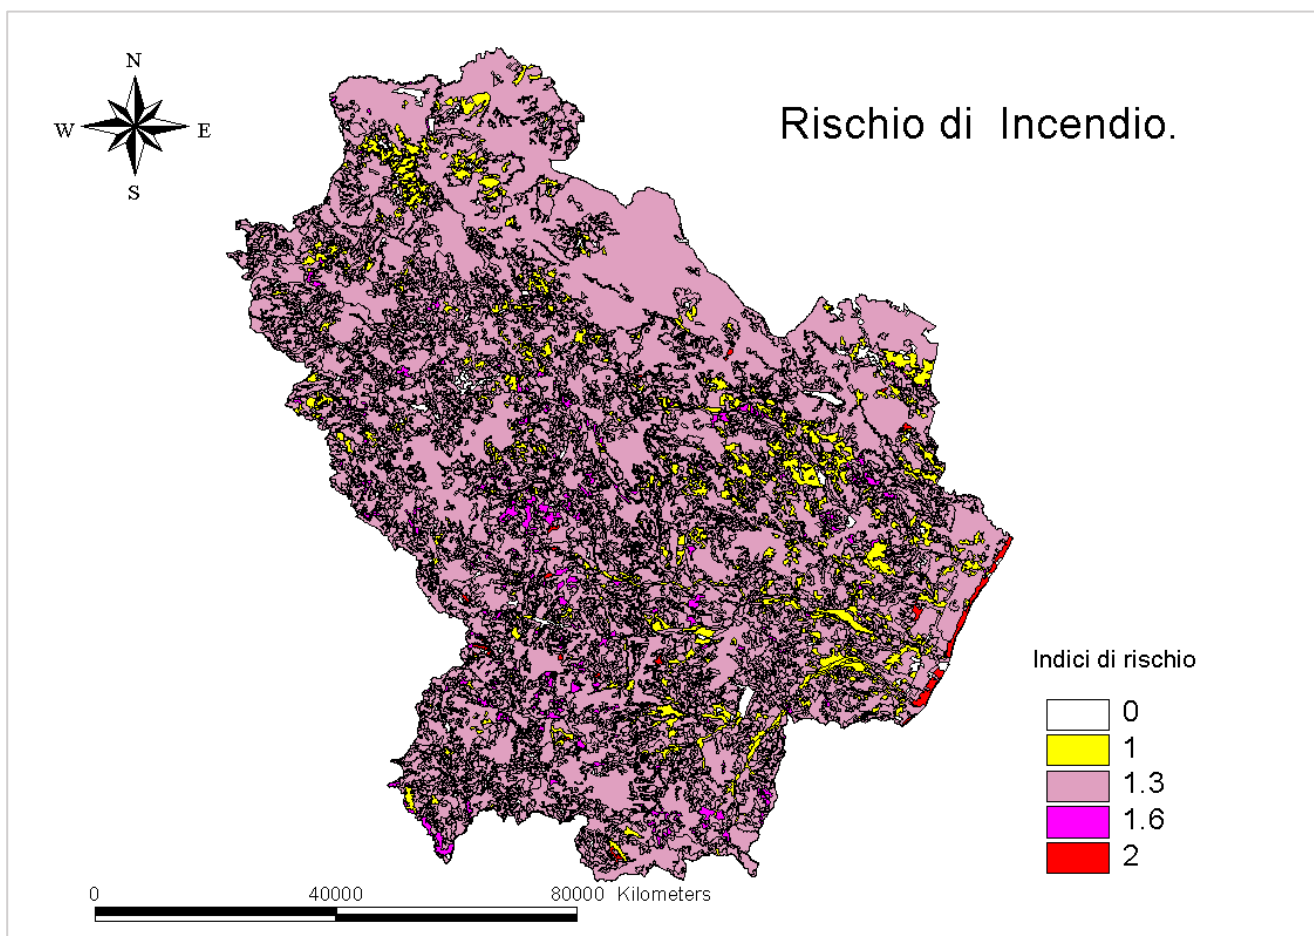 N
W E
S
Rischio di Incendio.
Indici di rischio
0
1
1.3
1.6
2
0 40000 80000 Kilometers